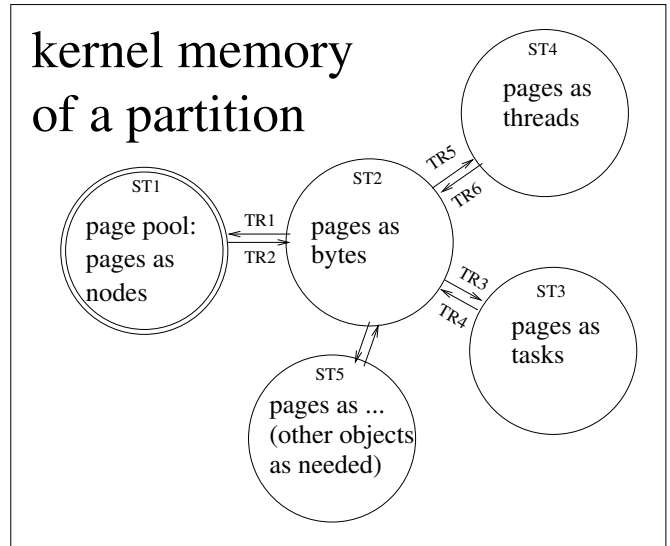 kernel memory
of a partition
ST1
page pool:
pages as
nodes
TR1
TR2
ST2
pages as
bytes
TR5
TR6
ST4
pages as
threads
TR3
TR4
ST3
pages as
tasks
ST5
pages as ...
(other objects
as needed)